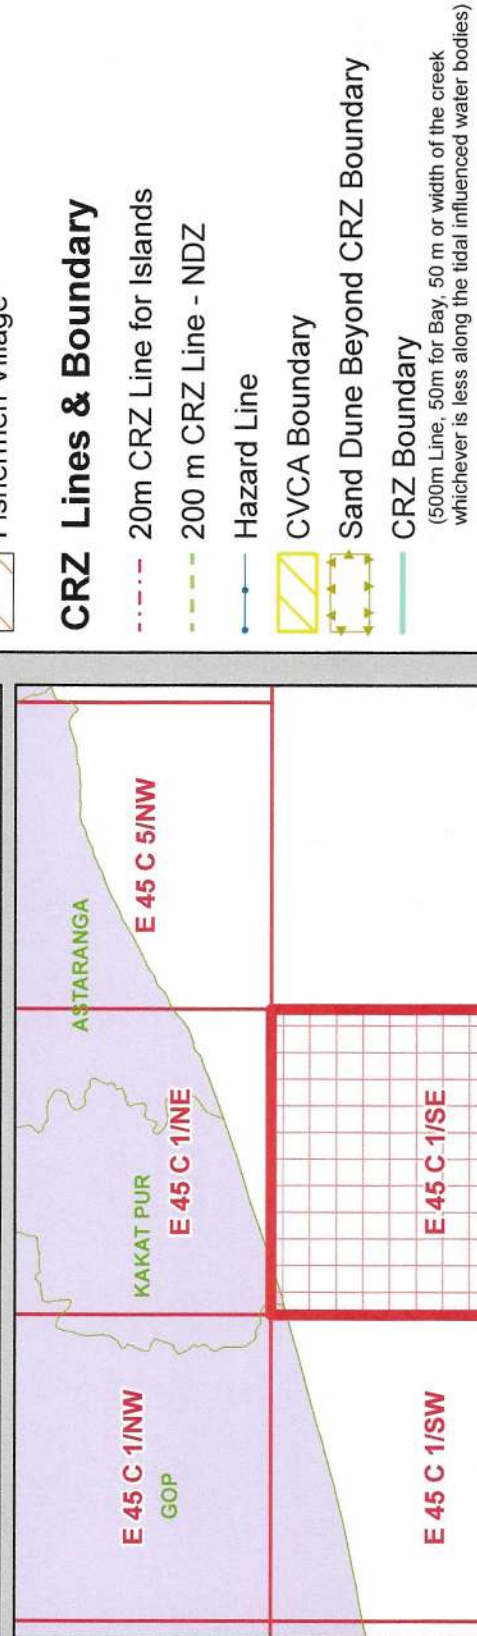 Fishermen Village
CRZ Lines & Boundary
20m CRZ Line for Islands
200 m CRZ Line - NDZ
Hazard Line
CVCA Boundary
Sand Dune Beyond CRZ Boundary
CRZ Boundary
(500m Line, 50m for Bay, 50 m or width of the creek
whichever is less along the tidal influenced water bodies)
ASTARANGA
E 45 C 5/NW
KAKAT PUR
E 45 C 1/NE
E 45 C 1/NW
GOP
E 45 C 1/SE
E 45 C 1/SW